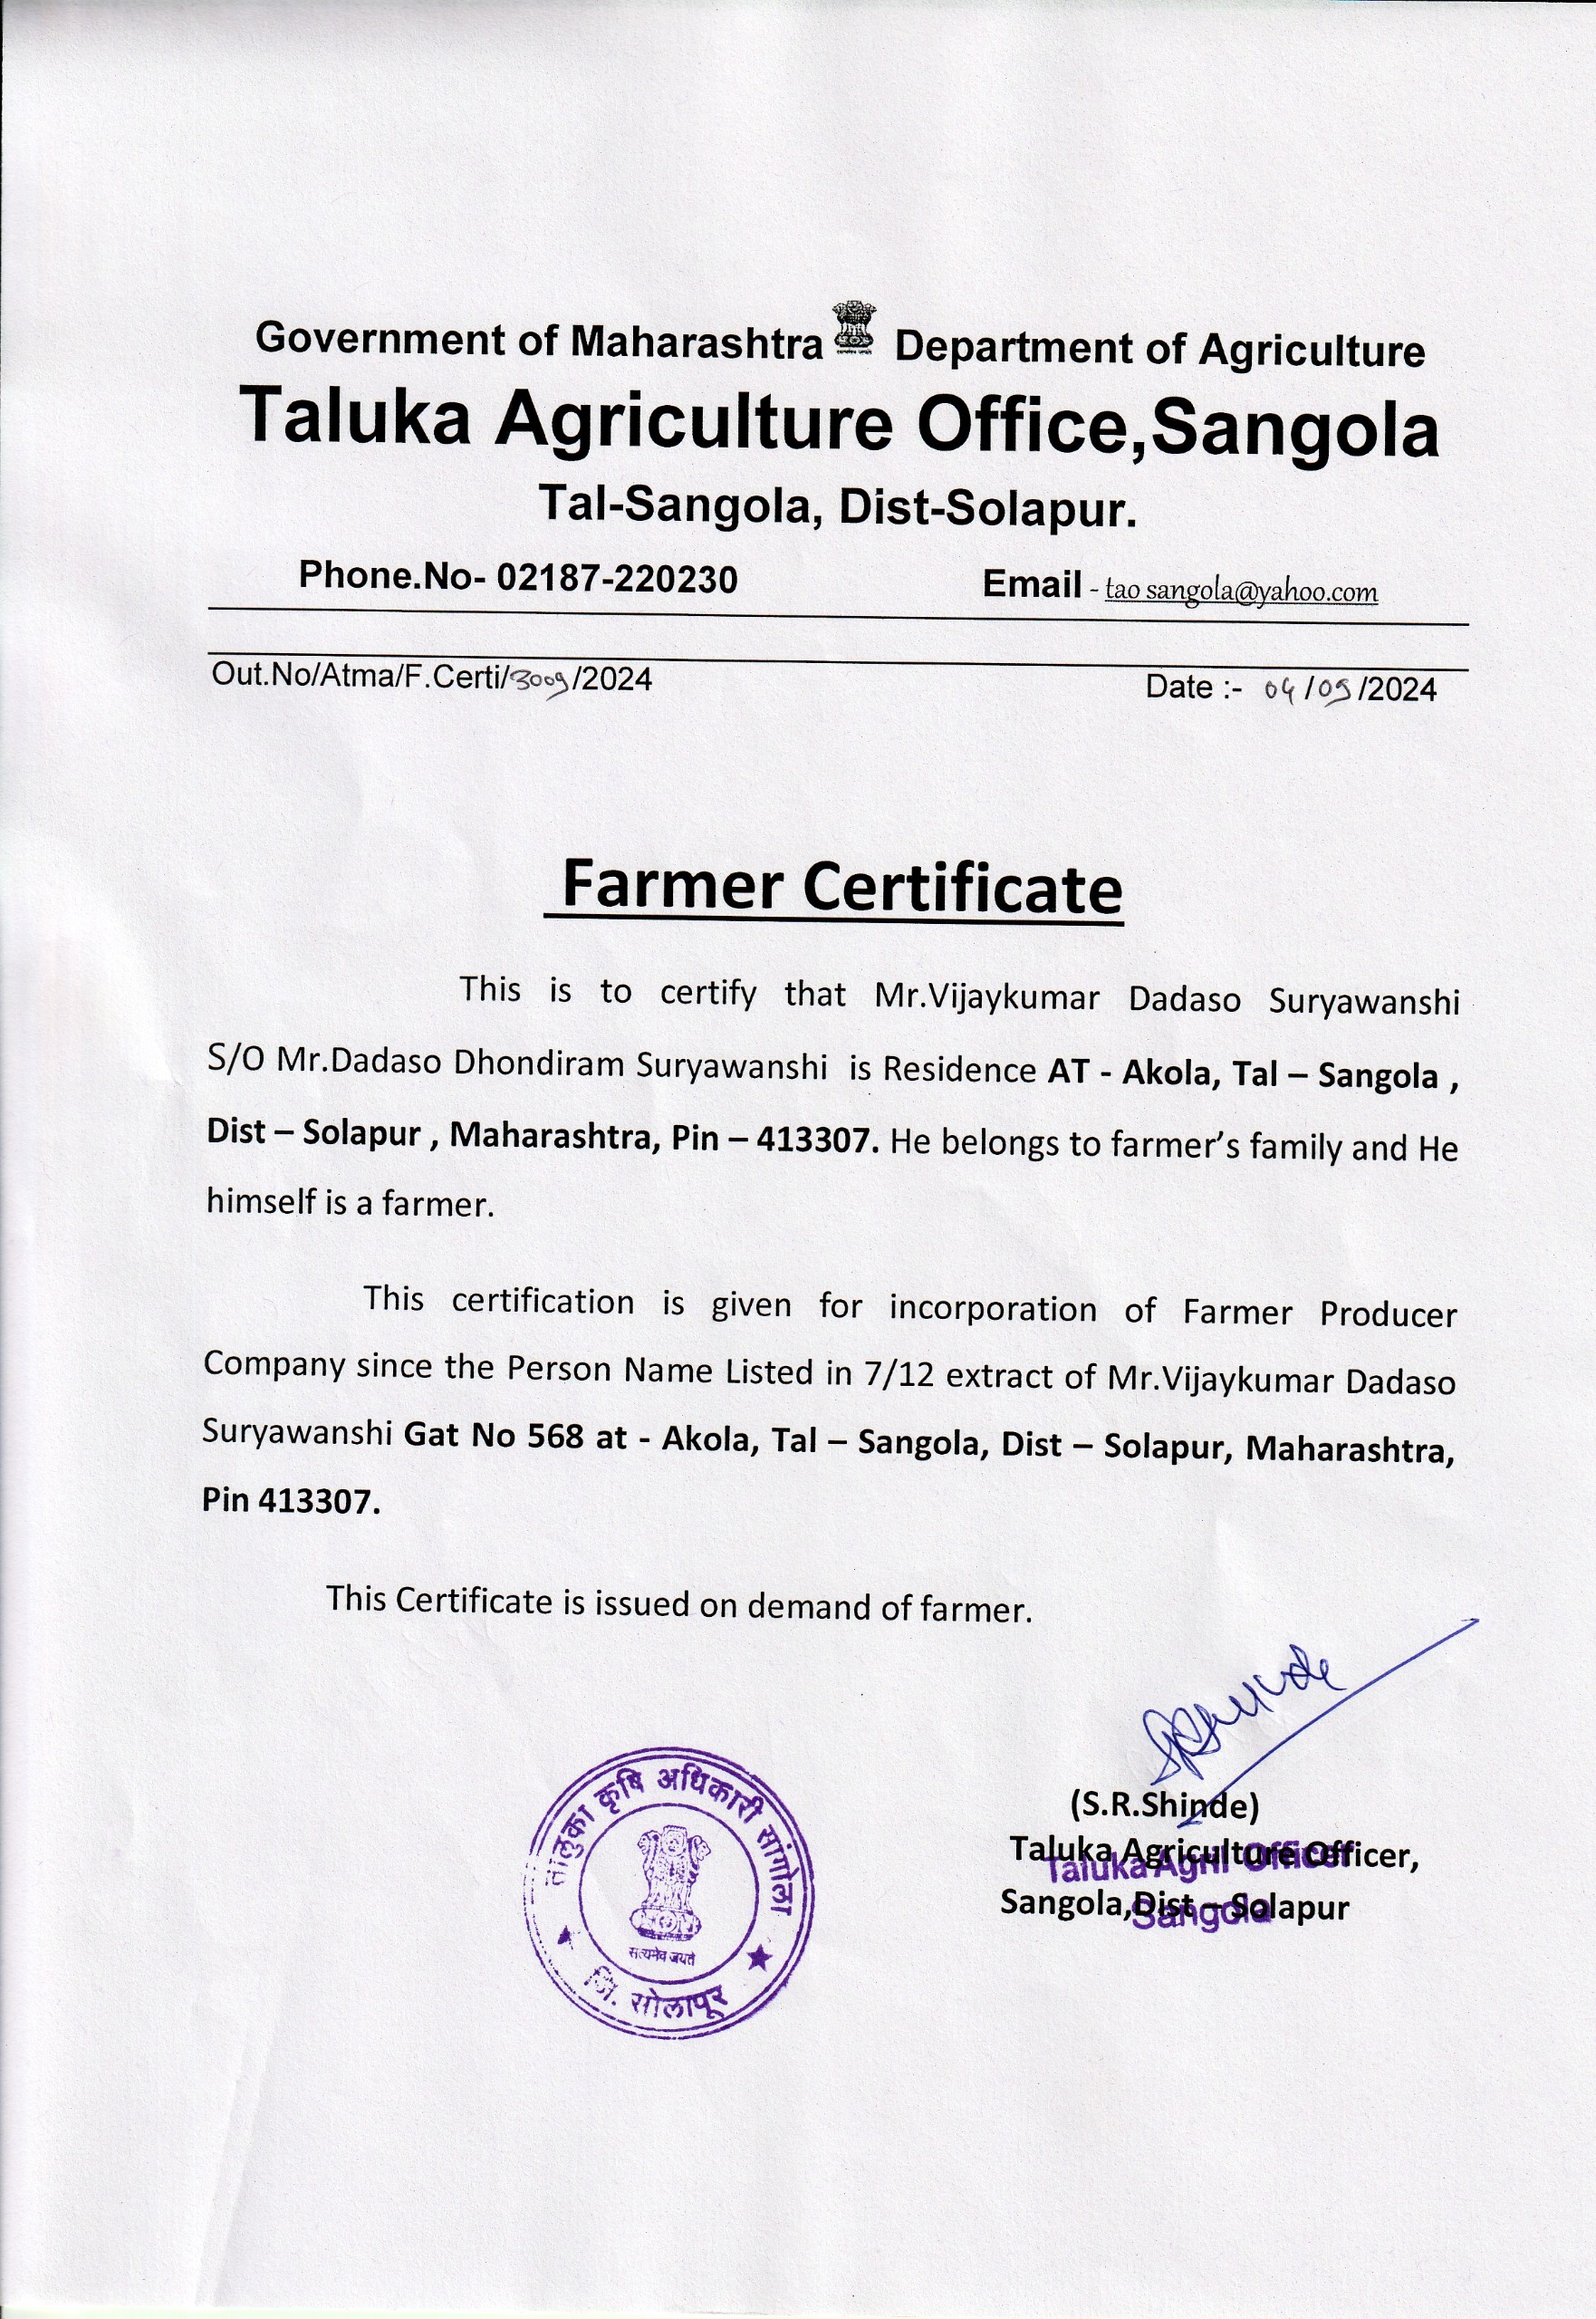 Government of Maharashtra Department of Agriculture
Taluka Agriculture Office,Sangola
Tal-Sangola, Dist-Solapur.
Phone.No- 02187-220230 Email - tao sangola@yahoo.com
Out.No/Atma/F.Certi/3009/2024 Date :- 04/09/2024
Farmer Certificate
This is to certify that Mr.Vijaykumar Dadaso Suryawanshi
S/O Mr.Dadaso Dhondiram Suryawanshi is Residence AT - Akola, Tal – Sangola ,
Dist – Solapur , Maharashtra, Pin – 413307. He belongs to farmer’s family and He
himself is a farmer.
This certification is given for incorporation of Farmer Producer
Company since the Person Name Listed in 7/12 extract of Mr.Vijaykumar Dadaso
Suryawanshi Gat No 568 at - Akola, Tal – Sangola, Dist – Solapur, Maharashtra,
Pin 413307.
This Certificate is issued on demand of farmer.
SRShinde
(S.R.Shinde)
Taluka Agriculture Officer,
Taluka Agril Officer
Sangola,Dist – Solapur
Sangola
तालुका कृषि अधिकारी सांगोला
सत्यमेव जयते
जि. सोलापूर